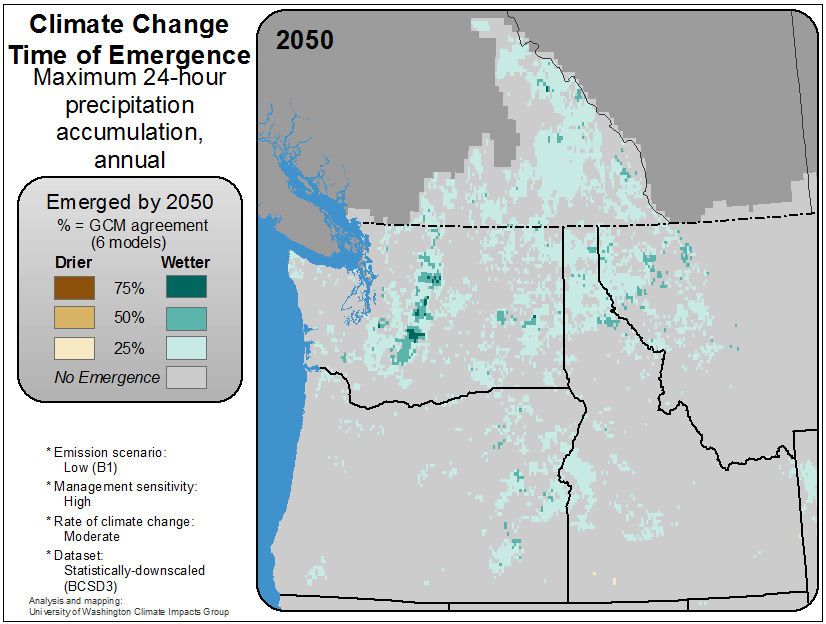 Climate Change
Time of Emergence
Maximum 24-hour
precipitation
accumulation,
annual
Emerged by 2050
% = GCM agreement
(6 models)
Drier Wetter
75%
50%
25%
No Emergence
* Emission scenario:
Low (B1)
* Management sensitivity:
High
* Rate of climate change:
Moderate
* Dataset:
Statistically-downscaled
(BCSD3)
Analysis and mapping:
University of Washington Climate Impacts Group
2050